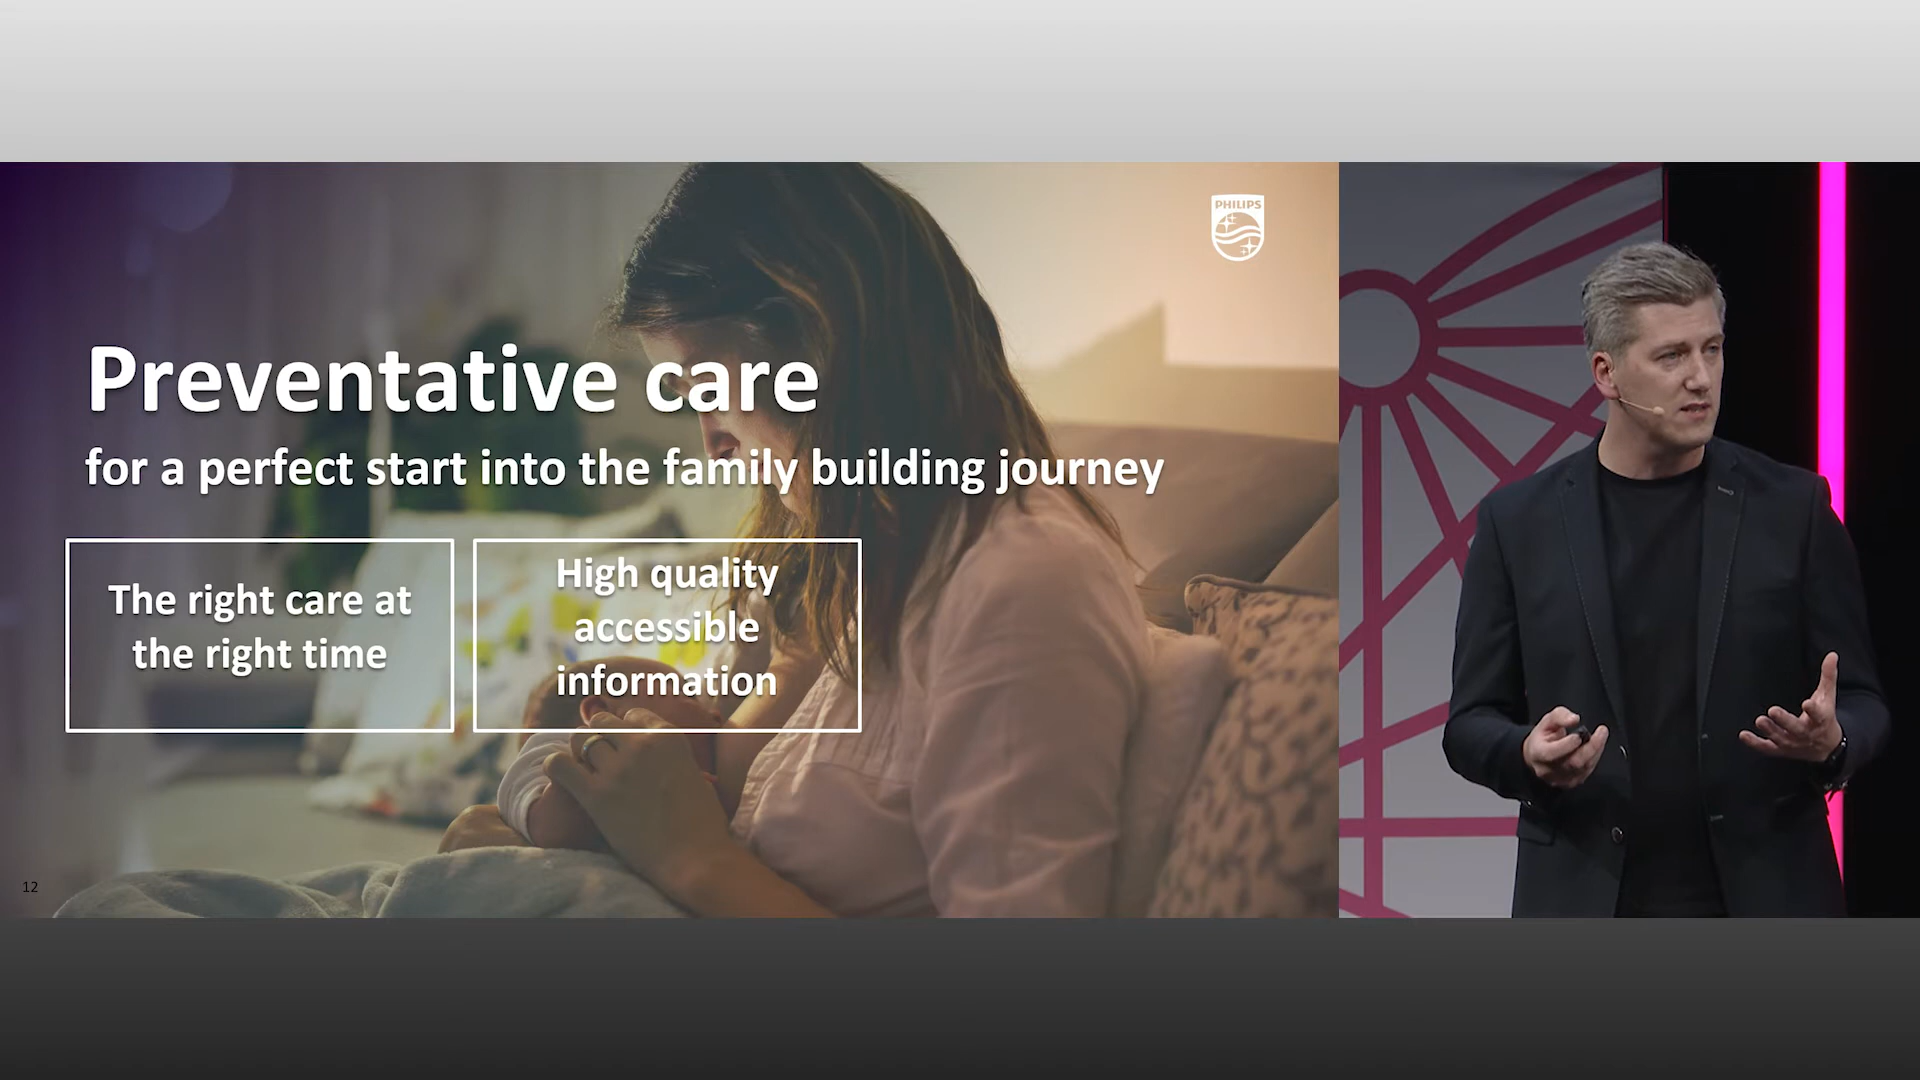 PHILIPS
Preventative care
for a perfect start into the family building journey
The right care at
the right time
High quality
accessible
information
12